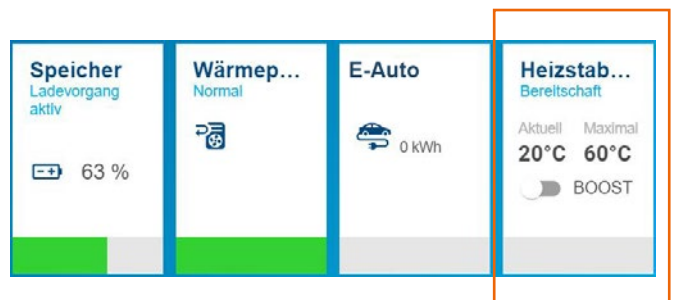 Speicher
Ladevorgang
aktiv
63 %
Wärmep...
Normal
E-Auto
0 kWh
Heizstab...
Bereitschaft
Aktuell Maximal
20°C 60°C
BOOST